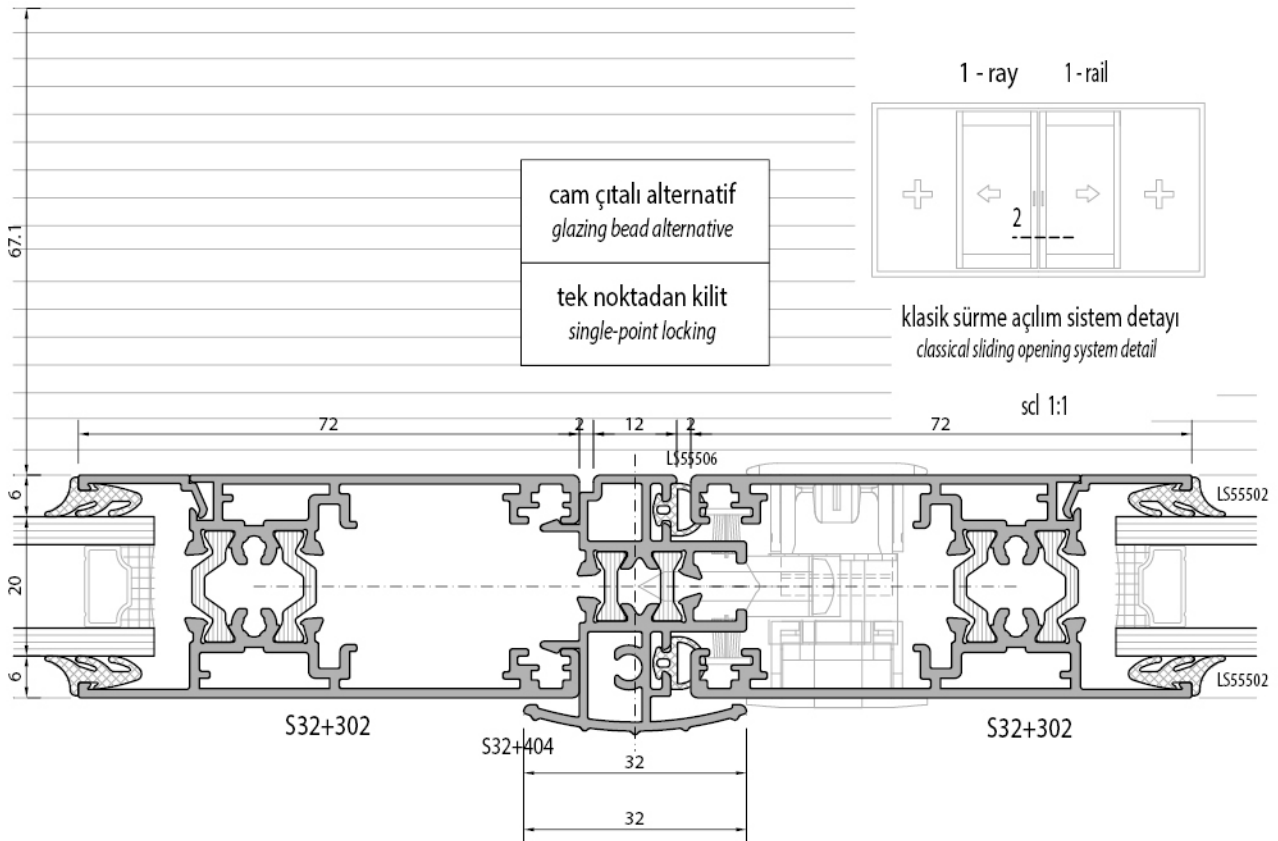 1 - ray 1 - rail
cam çıtalı alternatif
glazing bead alternative
tek noktadan kilit
single-point locking
2
klasik sürme açılım sistem detayı
classical sliding opening system detail
scl 1:1
67.1
72 2 12 2 72
LS55506
6 LS55502
20
6 LS55502
S32+302 S32+404 S32+302
32
32